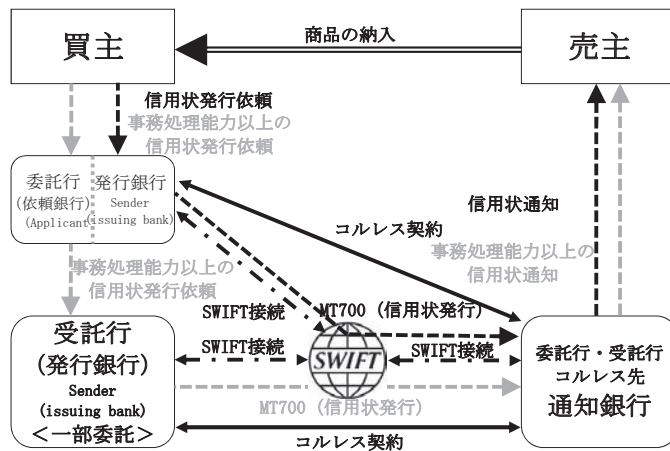 買主
商品の納入
売主
信用状発行依頼
事務処理能力以上の
信用状発行依頼
委託行
(依頼銀行)
(Applicant)
発行銀行
Sender
(issuing bank)
コルレス契約
信用状通知
事務処理能力以上の
信用状通知
事務処理能力以上の
信用状発行依頼
SWIFT接続
MT700 (信用状発行)
受託行
(発行銀行)
Sender
(issuing bank)
<一部委託>
SWIFT接続
SWIFT
SWIFT接続
委託行・受託行
コルレス先
通知銀行
MT700 (信用状発行)
コルレス契約